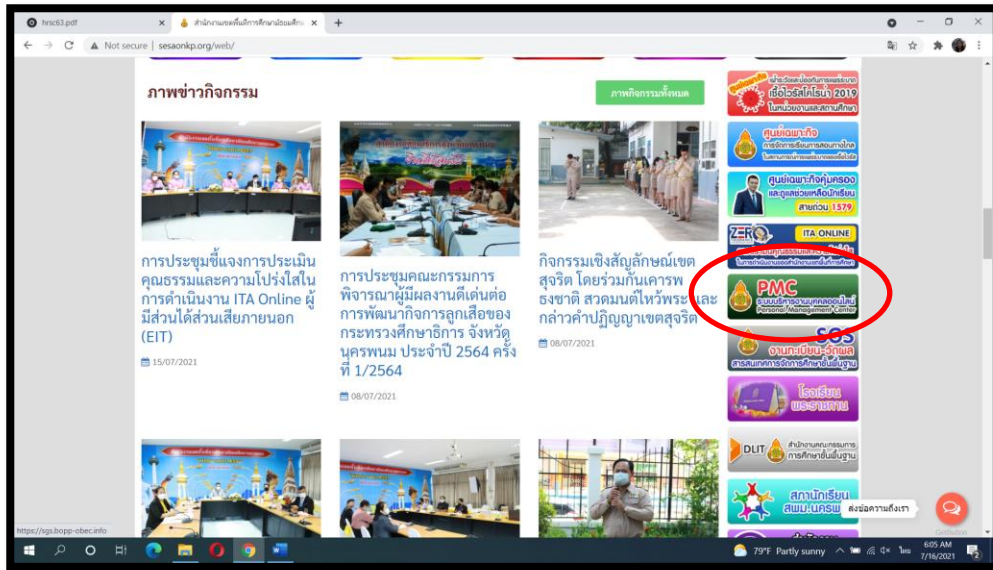 hrsc63.pdf
สำนักงานเขตพื้นที่การศึกษามัธยมศึกษ
Not secure | sesaonkp.org/web/
ภาพข่าวกิจกรรม
ภาพกิจกรรมทั้งหมด
การประชุมชี้แจงการประเมิน
คุณธรรมและความโปร่งใสใน
การดำเนินงาน ITA Online ผู้
มีส่วนได้ส่วนเสียภายนอก
(EIT)
15/07/2021
การประชุมคณะกรรมการ
พิจารณาผู้มีผลงานดีเด่นต่อ
การพัฒนากิจการลูกเสือของ
กระทรวงศึกษาธิการ จังหวัด
นครพนม ประจำปี 2564 ครั้ง
ที่ 1/2564
08/07/2021
กิจกรรมเชิงสัญลักษณ์เขต
สุจริต โดยร่วมกันเคารพ
ธงชาติ สวดมนต์ไหว้พระ และ
กล่าวคำปฏิญญาเขตสุจริต
08/07/2021
เฝ้าระวังและป้องกันการแพร่ระบาด
เชื้อไวรัสโคโรน่า 2019
ในหน่วยงานและสถานศึกษา
ศูนย์เฉพาะกิจ
การจัดการเรียนการสอนทางไกล
ศูนย์เฉพาะกิจคุ้มครอง
และดูแลช่วยเหลือนักเรียน
สายด่วน 1579
ZERO
ITA ONLINE
PMC
ระบบบริหารงานบุคคลออนไลน์
Personal Management Center
SGS
งานทะเบียน-วัดผล
สารสนเทศการจัดการศึกษาขั้นพื้นฐาน
โรงเรียน
พระราชทาน
DLIT
สำนักงานคณะกรรมการ
การศึกษาขั้นพื้นฐาน
สภานักเรียน
สพม.นครพ
ส่งข้อความถึงเรา
GetButton
https://sgs.bopp-obec.info
79°F Partly sunny
ไทย
6:05 AM
7/16/2021
2